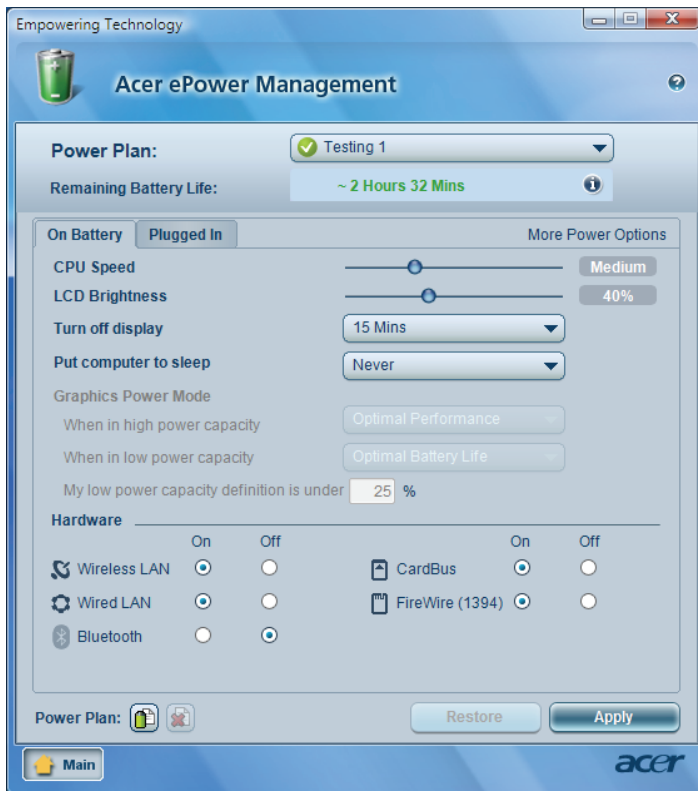 Empowering Technology
Acer ePower Management
Power Plan: Testing 1
Remaining Battery Life: ~ 2 Hours 32 Mins
On Battery Plugged In More Power Options
CPU Speed Medium
LCD Brightness 40%
Turn off display 15 Mins
Put computer to sleep Never
Graphics Power Mode
When in high power capacity Optimal Performance
When in low power capacity Optimal Battery Life
My low power capacity definition is under 25 %
Hardware
On Off On Off
Wireless LAN CardBus
Wired LAN FireWire (1394)
Bluetooth
Power Plan: Restore Apply
Main acer